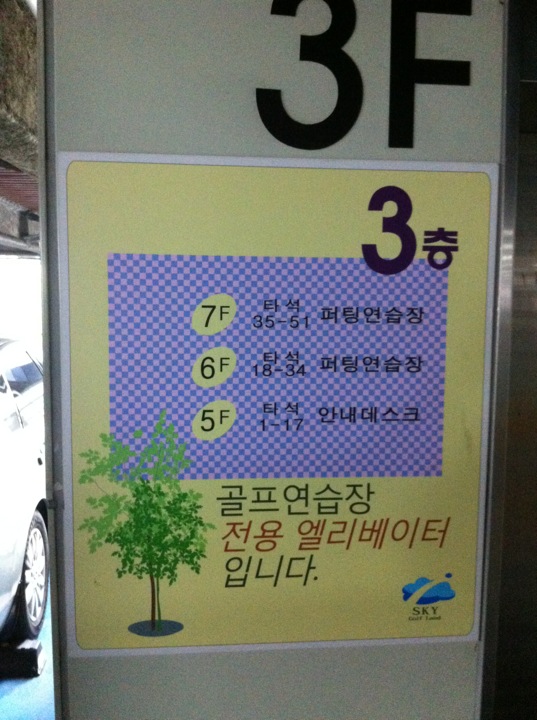 3F
3층
7F 타석 35-51 퍼팅연습장
6F 타석 18-34 퍼팅연습장
5F 타석 1-17 안내데스크
골프연습장
전용 엘리베이터
입니다.
SKY
Golf Land